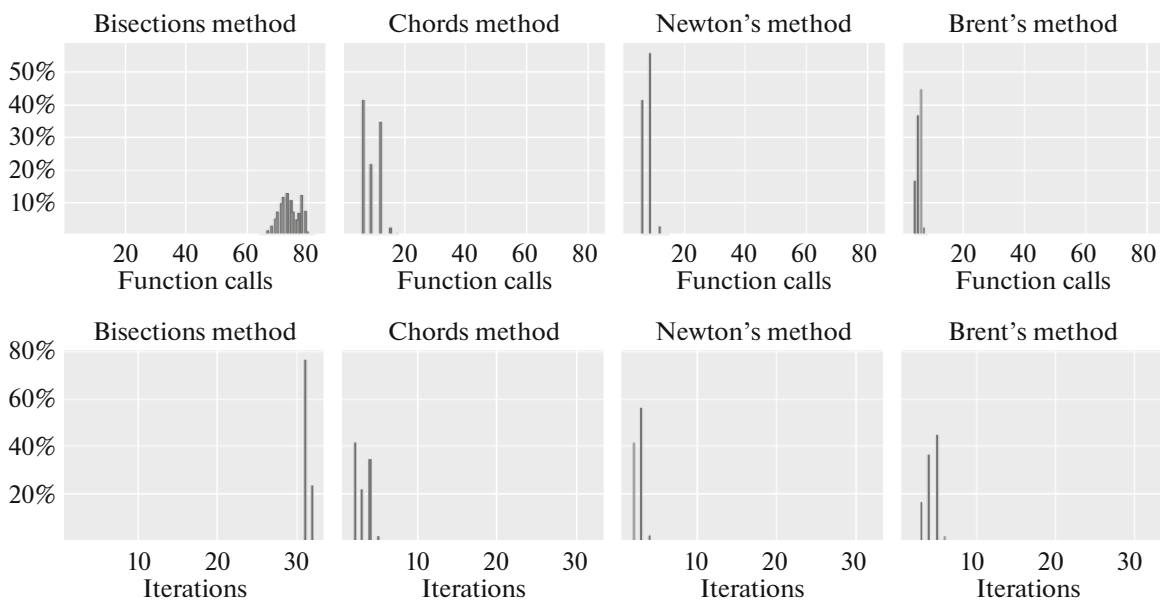 Bisections method Chords method Newton’s method Brent’s method
50%
40%
30%
20%
10%
20 40 60 80 20 40 60 80 20 40 60 80 20 40 60 80
Function calls Function calls Function calls Function calls
Bisections method Chords method Newton’s method Brent’s method
80%
60%
40%
20%
10 20 30 10 20 30 10 20 30 10 20 30
Iterations Iterations Iterations Iterations